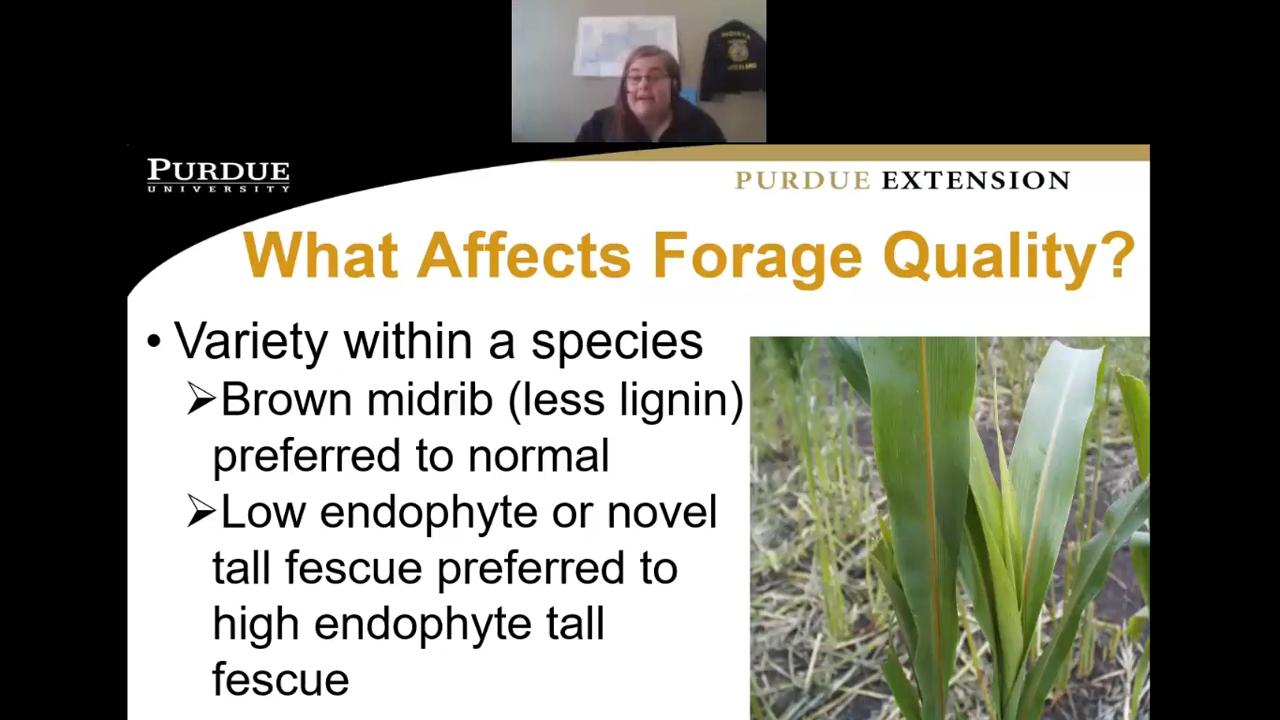 INDIANA
PURDUE
UNIVERSITY
PURDUE EXTENSION
What Affects Forage Quality?
• Variety within a species
➢Brown midrib (less lignin)
preferred to normal
➢Low endophyte or novel
tall fescue preferred to
high endophyte tall
fescue